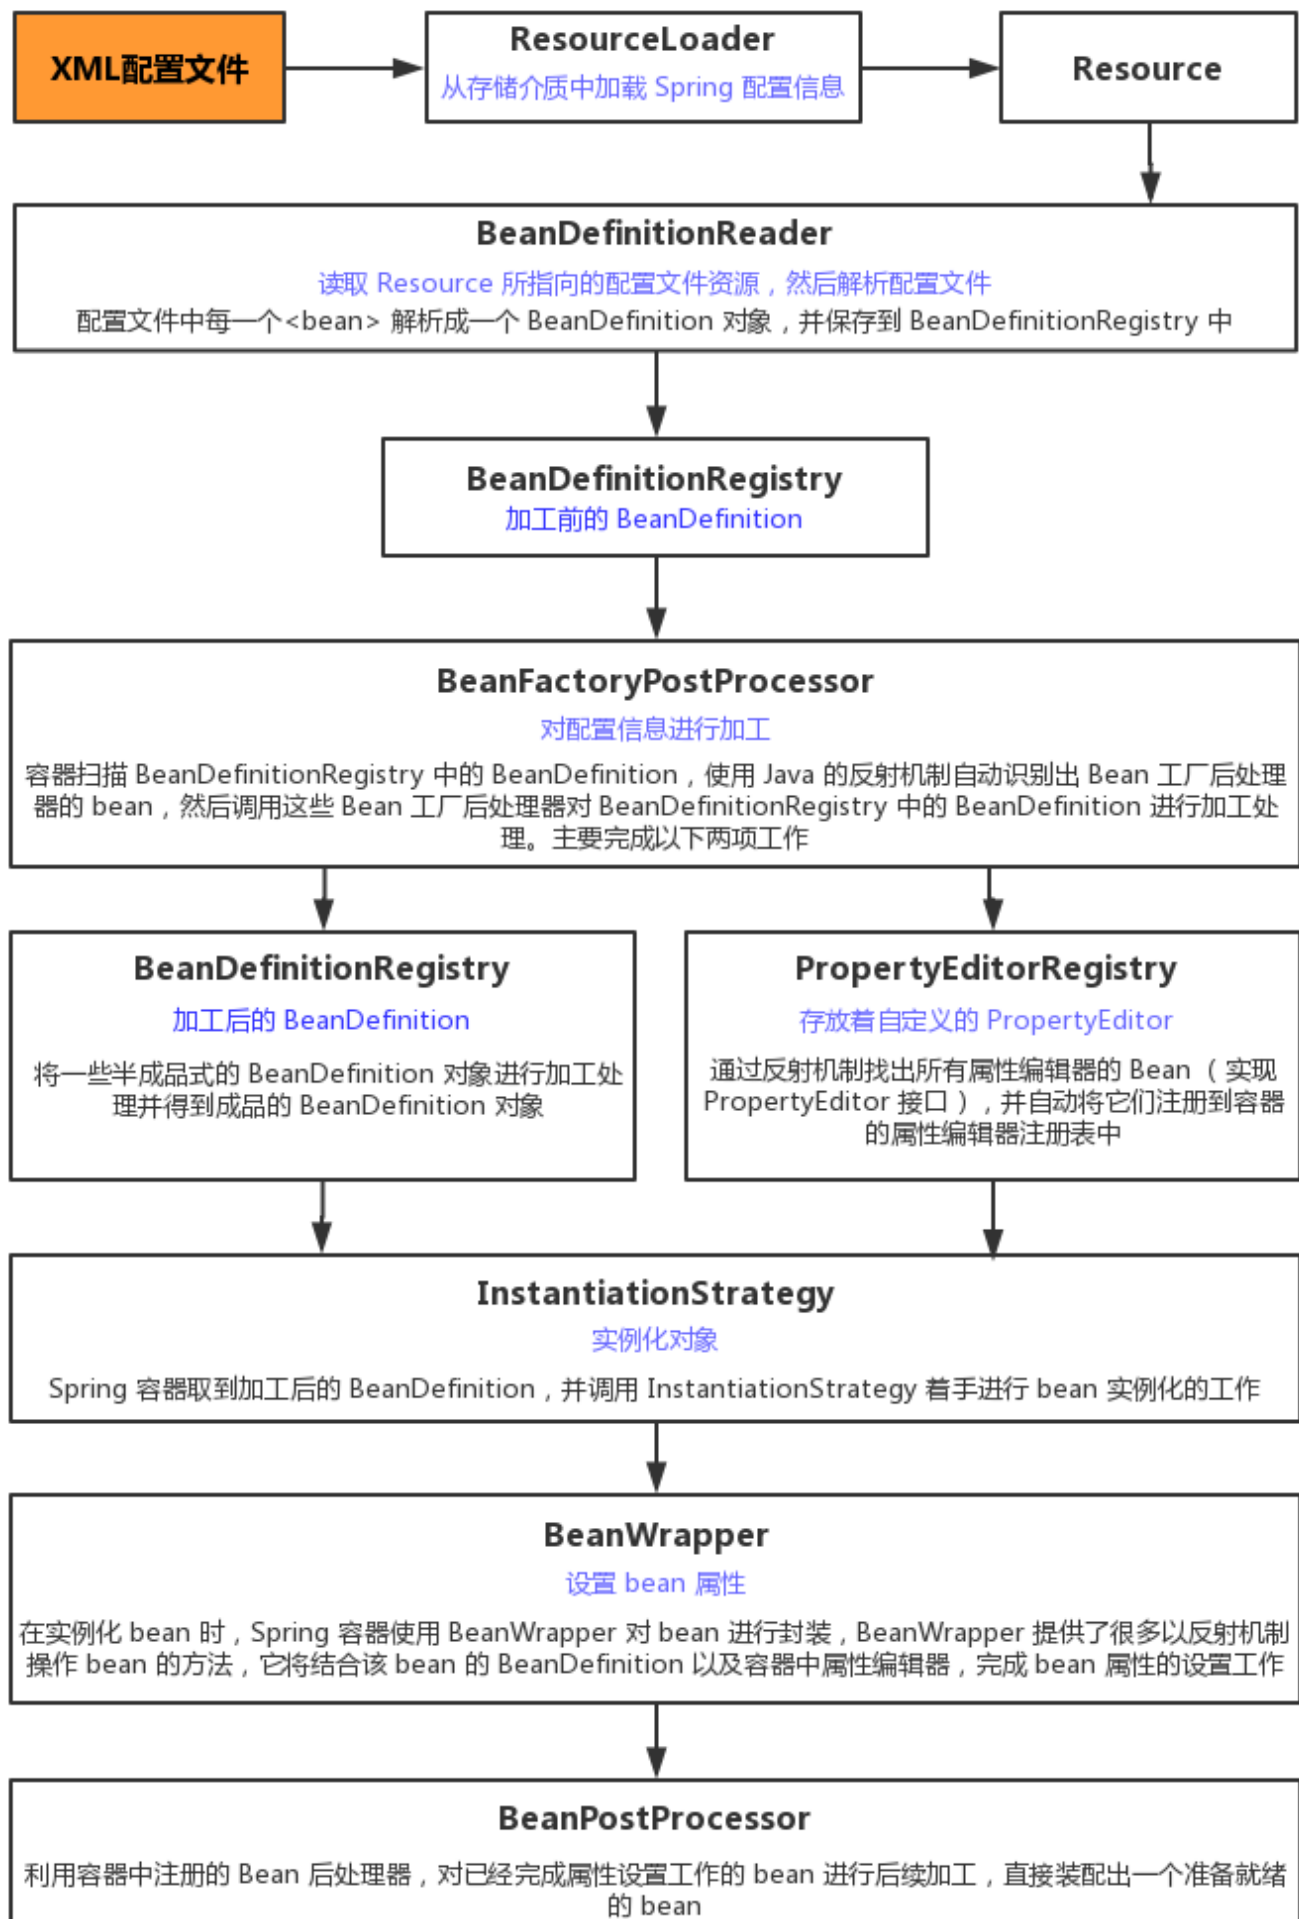 XML配置文件
ResourceLoader
从存储介质中加载 Spring 配置信息
Resource
BeanDefinitionReader
读取 Resource 所指向的配置文件资源，然后解析配置文件
配置文件中每一个<bean> 解析成一个 BeanDefinition 对象，并保存到 BeanDefinitionRegistry 中
BeanDefinitionRegistry
加工前的 BeanDefinition
BeanFactoryPostProcessor
对配置信息进行加工
容器扫描 BeanDefinitionRegistry 中的 BeanDefinition，使用 Java 的反射机制自动识别出 Bean 工厂后处理
器的 bean，然后调用这些 Bean 工厂后处理器对 BeanDefinitionRegistry 中的 BeanDefinition 进行加工处
理。主要完成以下两项工作
BeanDefinitionRegistry
加工后的 BeanDefinition
将一些半成品式的 BeanDefinition 对象进行加工处
理并得到成品的 BeanDefinition 对象
PropertyEditorRegistry
存放着自定义的 PropertyEditor
通过反射机制找出所有属性编辑器的 Bean（实现
PropertyEditor 接口），并自动将它们注册到容器
的属性编辑器注册表中
InstantiationStrategy
实例化对象
Spring 容器取到加工后的 BeanDefinition，并调用 InstantiationStrategy 着手进行 bean 实例化的工作
BeanWrapper
设置 bean 属性
在实例化 bean 时，Spring 容器使用 BeanWrapper 对 bean 进行封装，BeanWrapper 提供了很多以反射机制
操作 bean 的方法，它将结合该 bean 的 BeanDefinition 以及容器中属性编辑器，完成 bean 属性的设置工作
BeanPostProcessor
利用容器中注册的 Bean 后处理器，对已经完成属性设置工作的 bean 进行后续加工，直接装配出一个准备就绪
的 bean